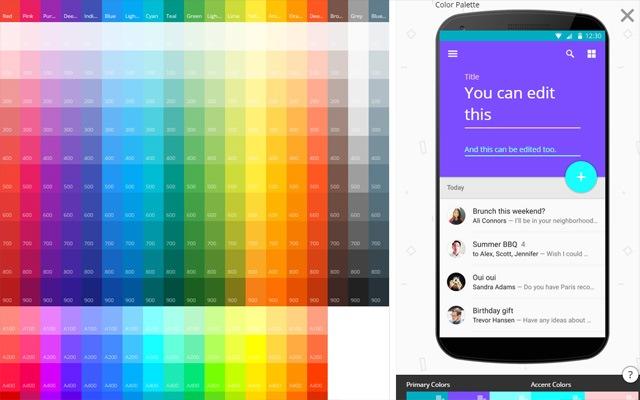 Color Palette
Red Pink Pur... Dee... Indi... Blue Ligh... Cyan Teal Green Ligh... Lime Yell... Am... Ora... Dee... Bro... Grey Blue...
200
300
400
500
600
700
800
900
A100
A200
A400
12:30
Title
You can edit
this
And this can be edited too.
+
Today
Brunch this weekend?
Ali Connors — I'll be in your neighborhood...
Summer BBQ 4
to Alex, Scott, Jennifer — Wish I could ...
Oui oui
Sandra Adams — Do you have Paris reco...
Birthday gift
Trevor Hansen — Have any ideas about ...
?
Primary Colors Accent Colors